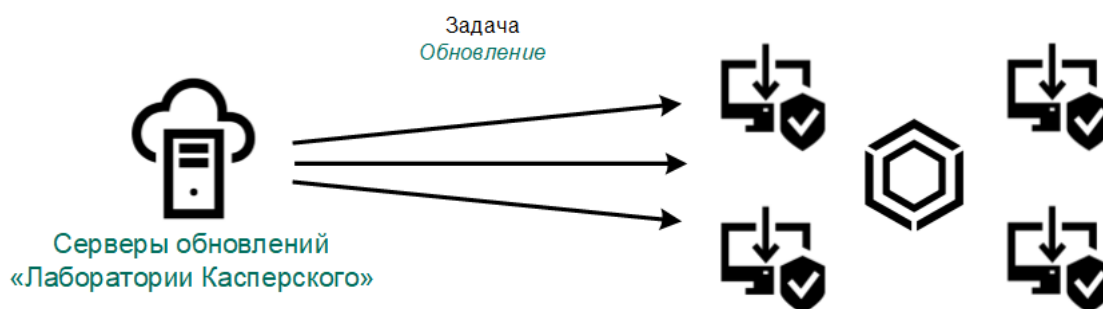 Задача
Обновление
Серверы обновлений
«Лаборатории Касперского»